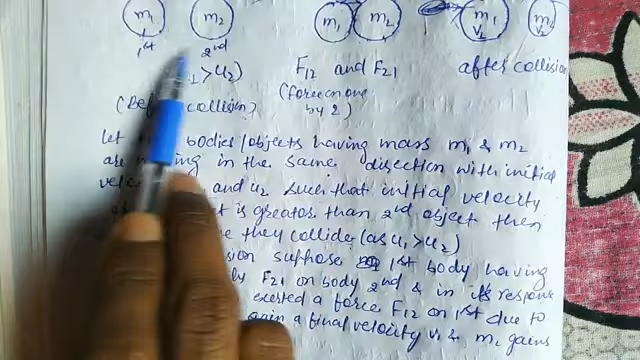 m1 m2 m1 m2 m1 m2
v1 v2
1st 2nd
>u2) F12 and F21 after collision
(Before collision) (force on one
by 2)
let bodies/objects having mass m1 & m2
are moving in the same direction with initial
and u2 such that initial velocity
is greater than 2nd object then
they collide (as u1 > u2)
suppose 1st body having
F21 on body 2nd & in its response
exerted a force F12 on 1st due to
gain a final velocity v1 & m2 gains